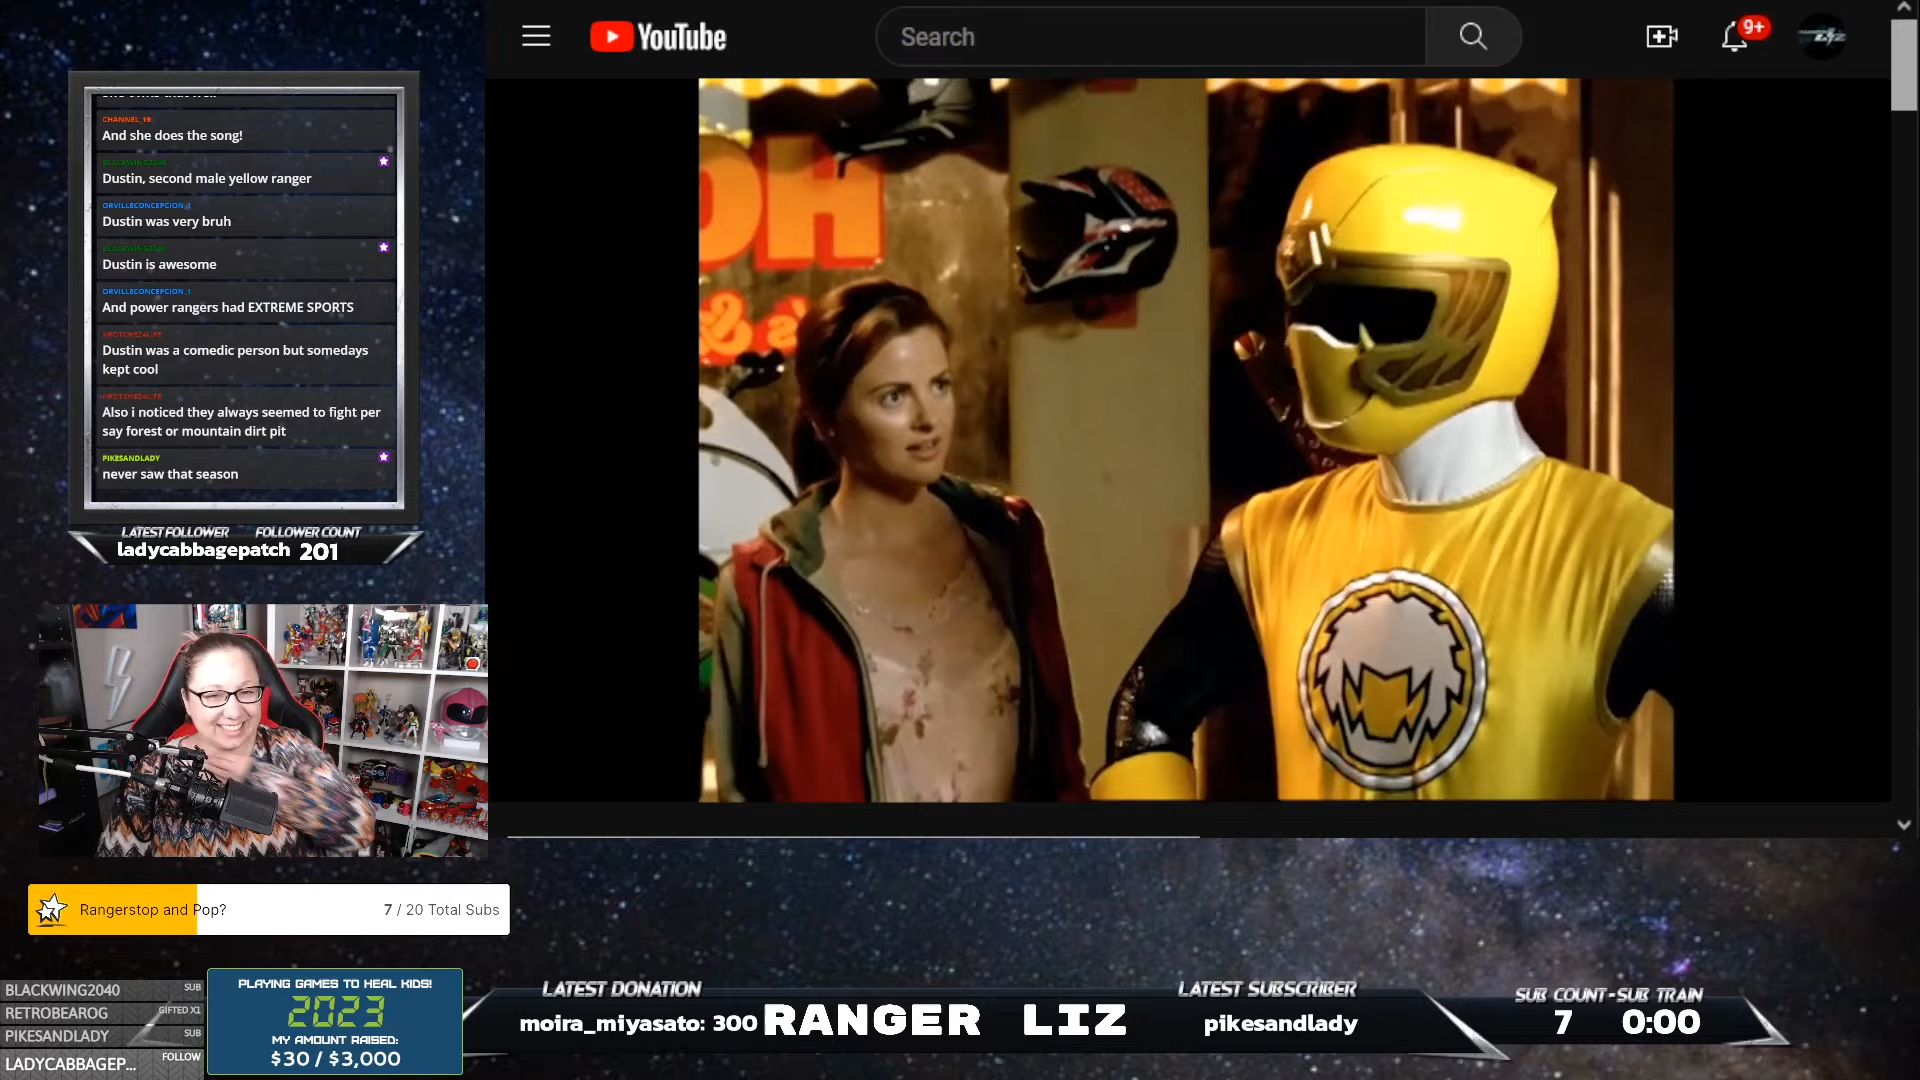 YouTube
Search
9+
CHANNEL_19
And she does the song!
BLACKWING2040
Dustin, second male yellow ranger
ORVILLECONCEPCION_1
Dustin was very bruh
BLACKWING2040
Dustin is awesome
ORVILLECONCEPCION_1
And power rangers had EXTREME SPORTS
Dustin was a comedic person but somedays
kept cool
Also i noticed they always seemed to fight per
say forest or mountain dirt pit
PIKESANDLADY
never saw that season
LATEST FOLLOWER
FOLLOWER COUNT
ladycabbagepatch 201
Rangerstop and Pop?
7 / 20 Total Subs
BLACKWING2040 SUB
RETROBEAROG GIFTED X1
PIKESANDLADY SUB
LADYCABBAGEP... FOLLOW
PLAYING GAMES TO HEAL KIDS!
2023
MY AMOUNT RAISED:
$30 / $3,000
LATEST DONATION
moira_miyasato: 300
RANGER LIZ
LATEST SUBSCRIBER
pikesandlady
SUB COUNT-SUB TRAIN
7 0:00